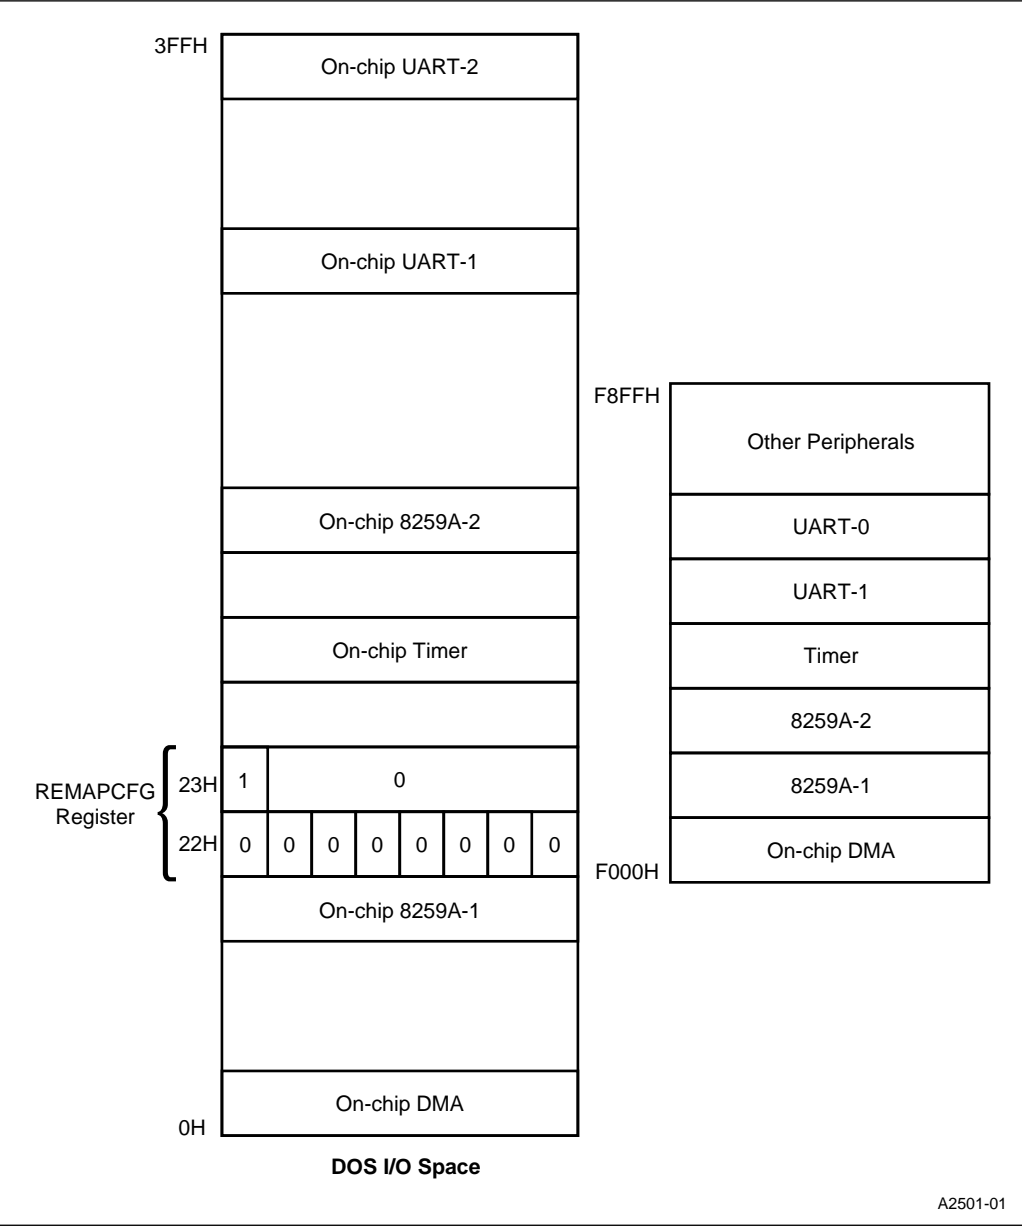 3FFH
On-chip UART-2
On-chip UART-1
F8FFH
Other Peripherals
On-chip 8259A-2
UART-0
UART-1
On-chip Timer
Timer
8259A-2
REMAPCFG
Register
23H
1
0
8259A-1
22H
0 0 0 0 0 0 0 0
F000H
On-chip DMA
On-chip 8259A-1
On-chip DMA
0H
DOS I/O Space
A2501-01